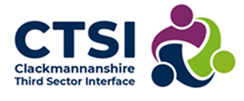 CTSI
Clackmannanshire
Third Sector Interface